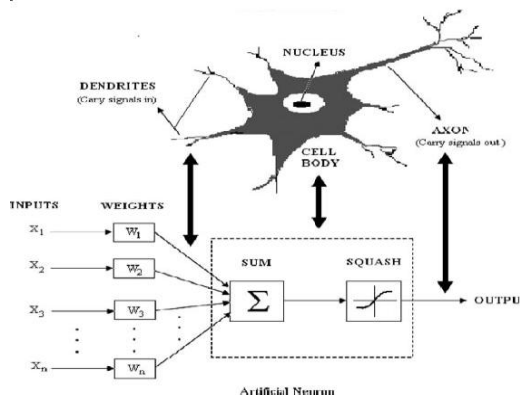 NUCLEUS
DENDRITES
(Carry signals in)
AXON
(Carry signals out)
CELL
BODY
INPUTS WEIGHTS
SUM SQUASH
X1 W1
X2 W2
X3 W3
Σ
OUTPU
Xn Wn
Artificial Neuron